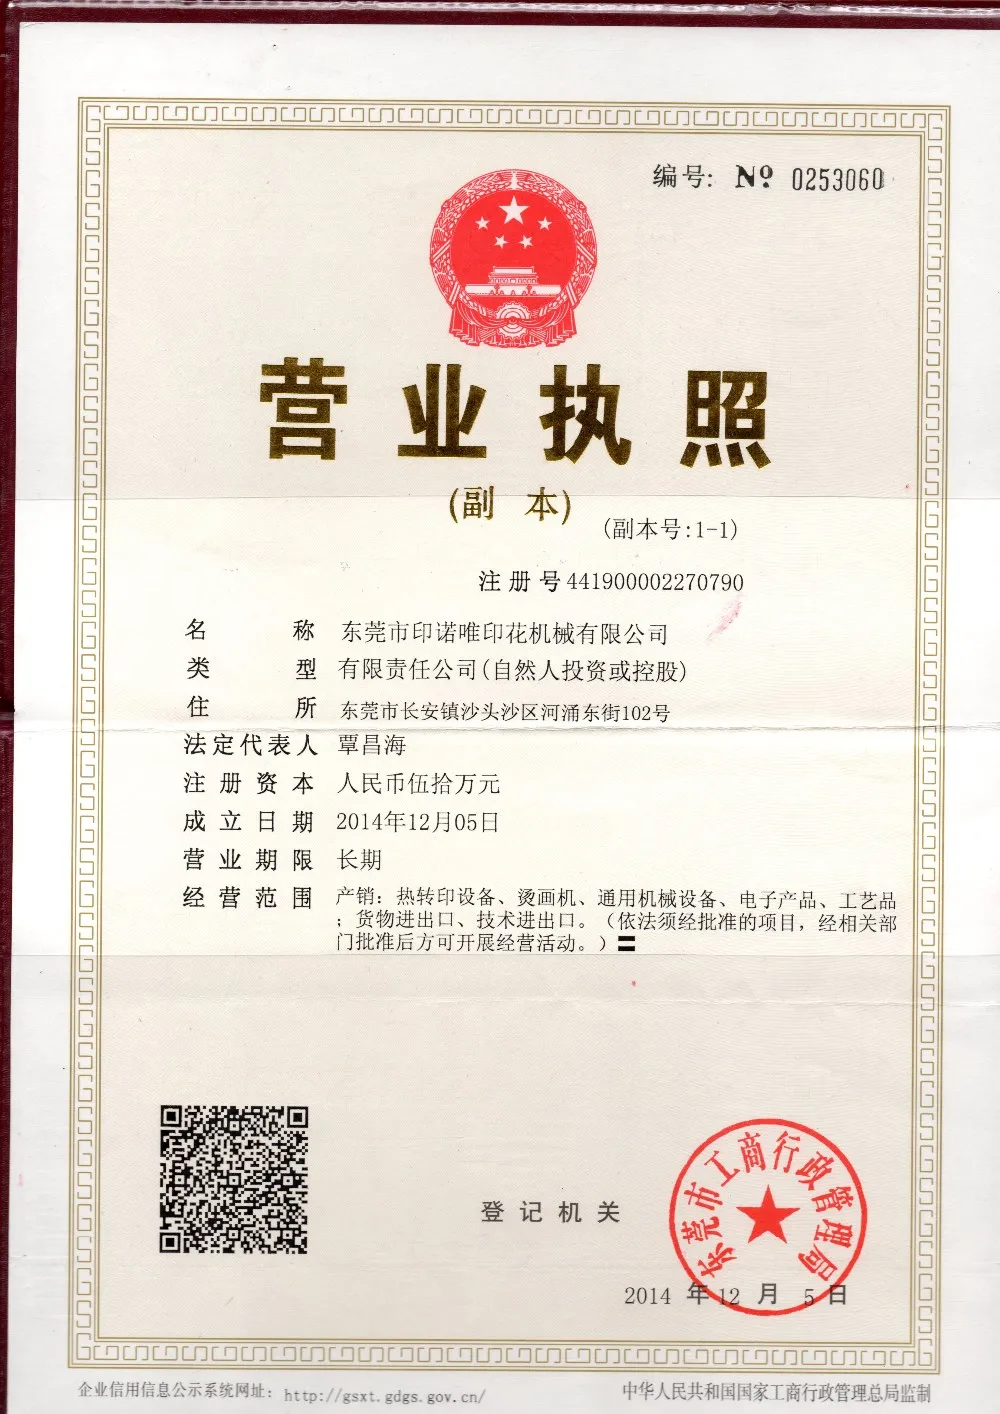 编号: Nº 0253060
营业执照
(副 本)
(副本号:1-1)
注册号441900002270790
名称 东莞市印诺唯印花机械有限公司
类型 有限责任公司(自然人投资或控股)
住所 东莞市长安镇沙头沙区河涌东街102号
法定代表人 覃昌海
注册资本 人民币伍拾万元
成立日期 2014年12月05日
营业期限 长期
经营范围 产销：热转印设备、烫画机、通用机械设备、电子产品、工艺品
；货物进出口、技术进出口。（依法须经批准的项目，经相关部
门批准后方可开展经营活动。）〓
东莞市工商行政管理局
登记机关
2014 年 12 月 5 日
企业信用信息公示系统网址: http://gsxt.gdgs.gov.cn/
中华人民共和国国家工商行政管理总局监制